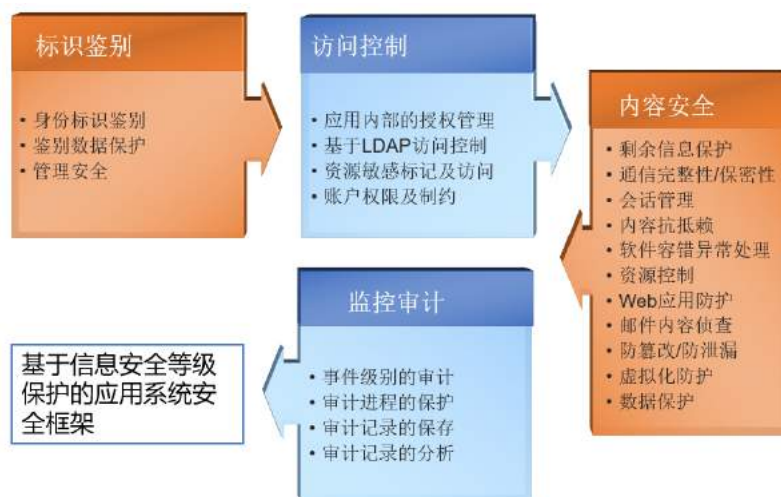 标识鉴别
• 身份标识鉴别
• 鉴别数据保护
• 管理安全
访问控制
• 应用内部的授权管理
• 基于LDAP访问控制
• 资源敏感标记及访问
• 账户权限及制约
内容安全
• 剩余信息保护
• 通信完整性/保密性
• 会话管理
• 内容抗抵赖
• 软件容错异常处理
• 资源控制
• Web应用防护
• 邮件内容侦查
• 防篡改/防泄漏
• 虚拟化防护
• 数据保护
监控审计
• 事件级别的审计
• 审计进程的保护
• 审计记录的保存
• 审计记录的分析
基于信息安全等级
保护的应用系统安
全框架